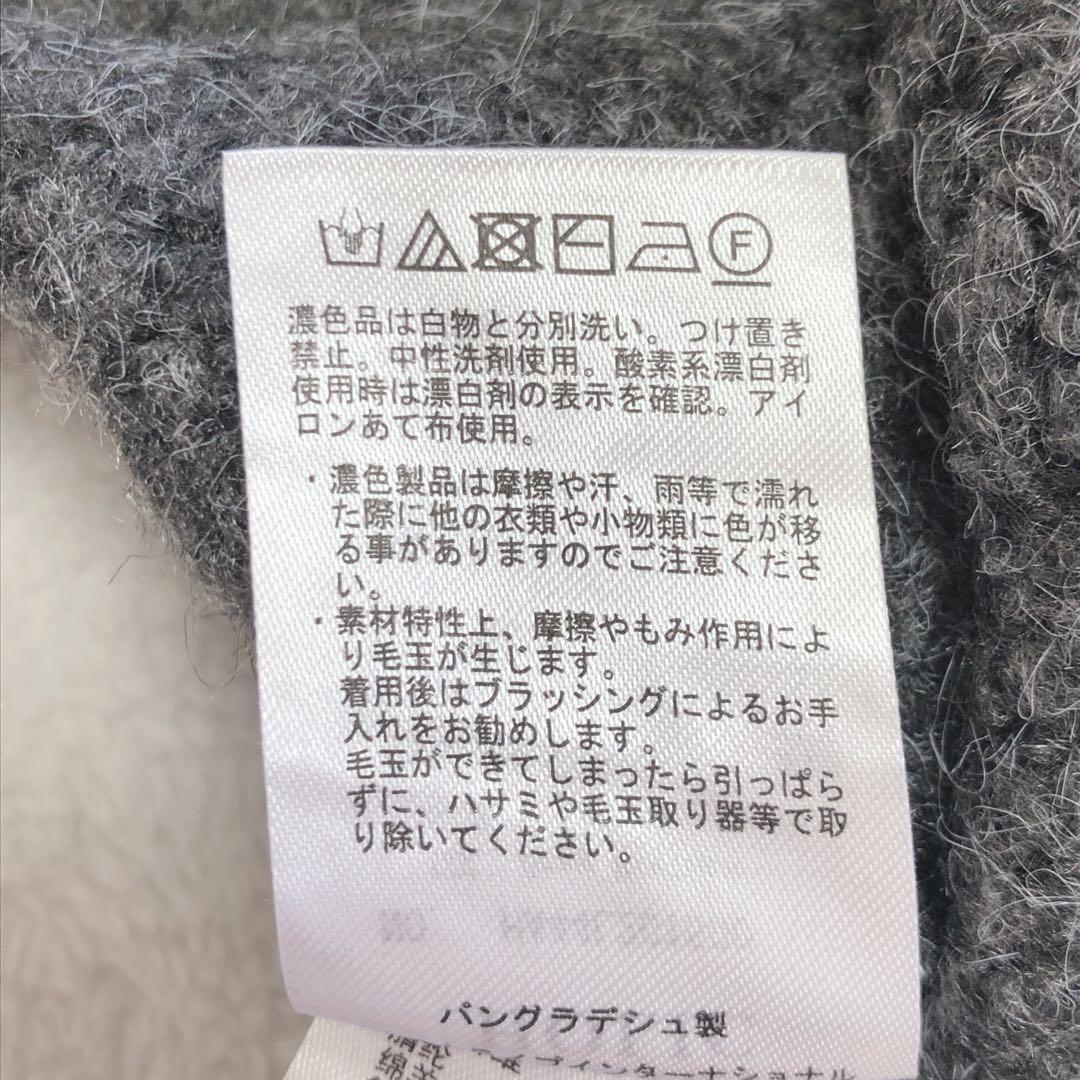 F
濃色品は白物と分別洗い。つけ置き
禁止。中性洗剤使用。酸素系漂白剤
使用時は漂白剤の表示を確認。アイ
ロンあて布使用。
・濃色製品は摩擦や汗、雨等で濡れ
た際に他の衣類や小物類に色が移
る事がありますのでご注意くださ
い。
・素材特性上、摩擦やもみ作用によ
り毛玉が生じます。
着用後はブラッシングによるお手
入れをお勧めします。
毛玉ができてしまったら引っぱら
ずに、ハサミや毛玉取り器等で取
り除いてください。
バングラデシュ製
インターナショナル